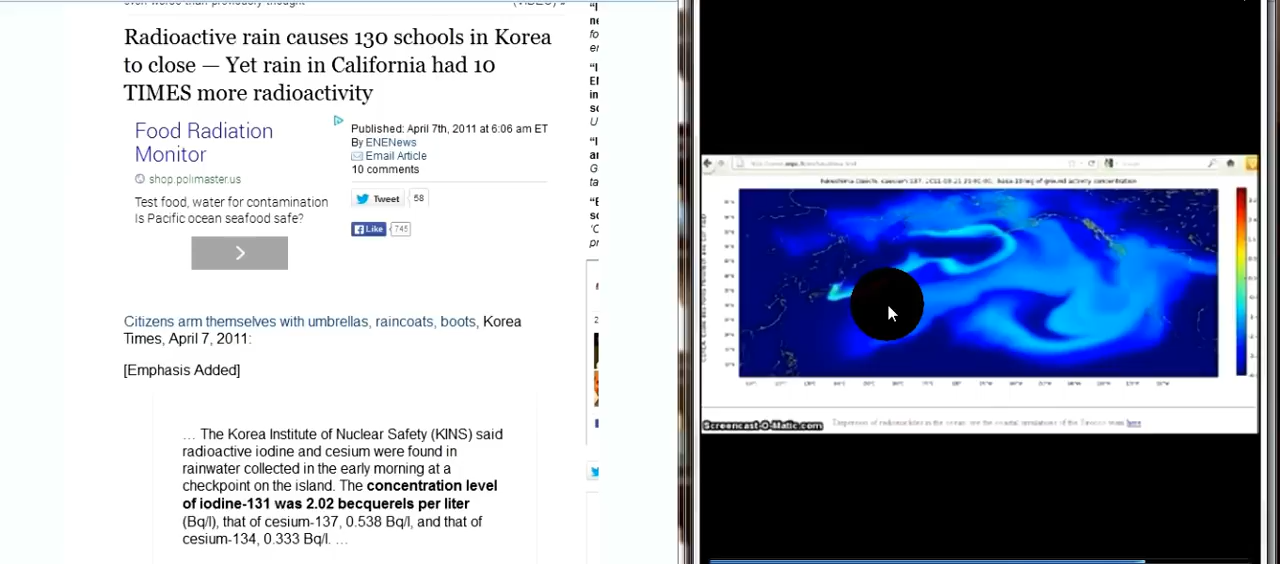 Radioactive rain causes 130 schools in Korea
to close — Yet rain in California had 10
TIMES more radioactivity
Food Radiation
Monitor
shop.polimaster.us
Test food, water for contamination
Is Pacific ocean seafood safe?
Published: April 7th, 2011 at 6:06 am ET
By ENENews
Email Article
10 comments
Tweet 58
Like 745
Citizens arm themselves with umbrellas, raincoats, boots, Korea
Times, April 7, 2011:
[Emphasis Added]
… The Korea Institute of Nuclear Safety (KINS) said
radioactive iodine and cesium were found in
rainwater collected in the early morning at a
checkpoint on the island. The concentration level
of iodine-131 was 2.02 becquerels per liter
(Bq/l), that of cesium-137, 0.538 Bq/l, and that of
cesium-134, 0.333 Bq/l. …
Screencast-O-Matic.com